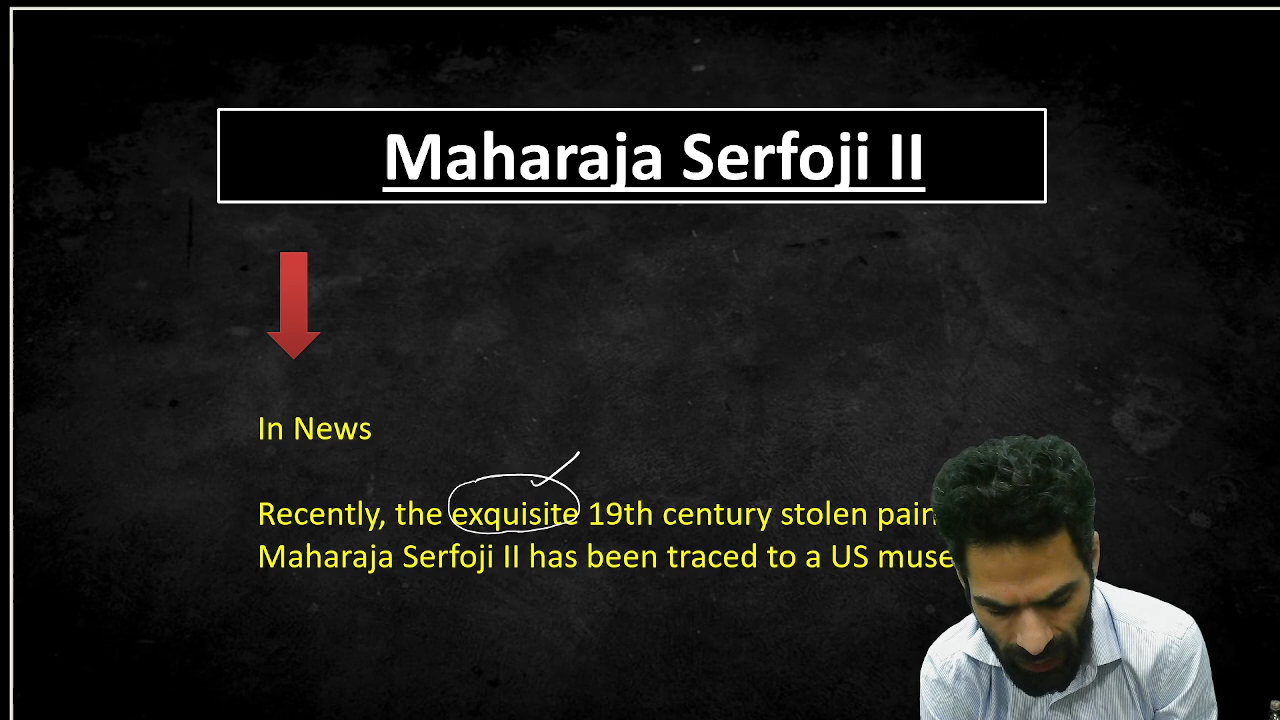 Maharaja Serfoji II
In News
Recently, the exquisite 19th century stolen
Maharaja Serfoji II has been traced to a US